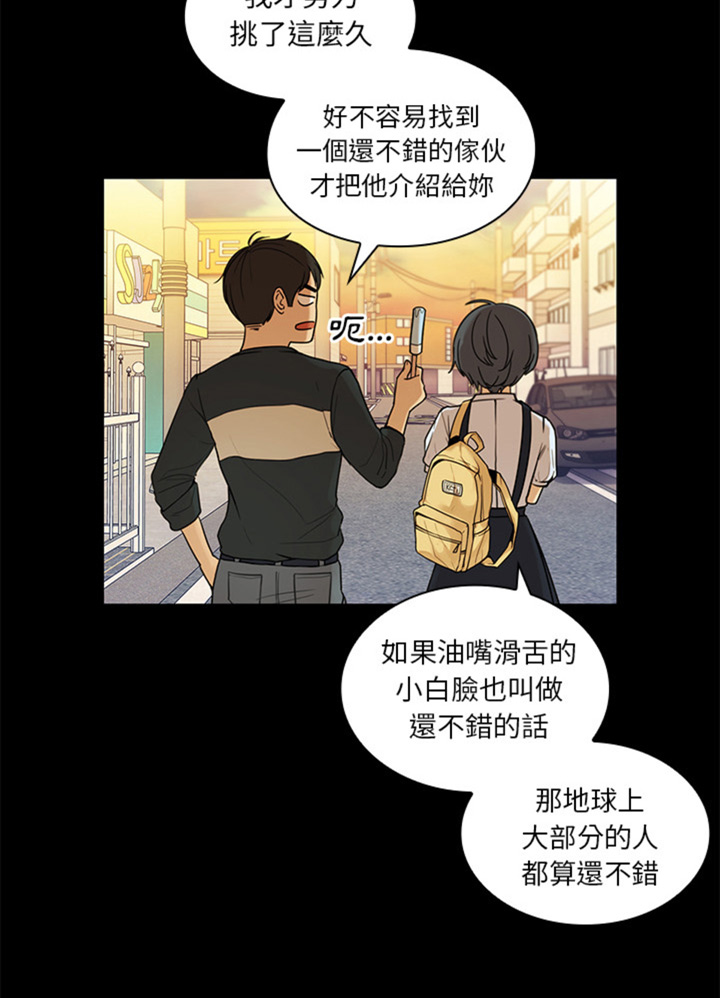 挑了這麼久
好不容易找到
一個還不錯的傢伙
才把他介紹給妳
마트
呃...
如果油嘴滑舌的
小白臉也叫做
還不錯的話
那地球上
大部分的人
都算還不錯